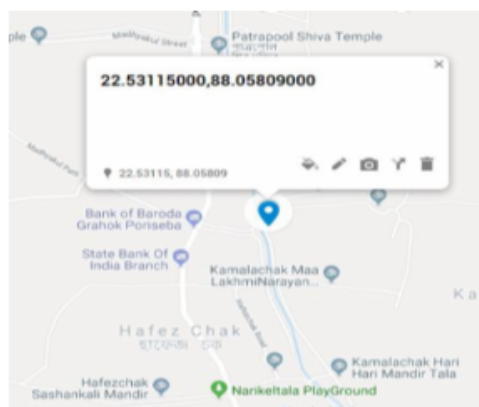 ple
Madhyakul Street
Patrapool Shiva Temple
22.53115000,88.05809000
22.53115, 88.05809
Bank of Baroda
Grahok Poriseba
State Bank Of
India Branch
Kamalachak Maa
LakhmiNarayan...
Ka
Hafez Chak
Kamalachak Hari
Hari Mandir Tala
Hafezchak
Sashankali Mandir
Narikeltala PlayGround